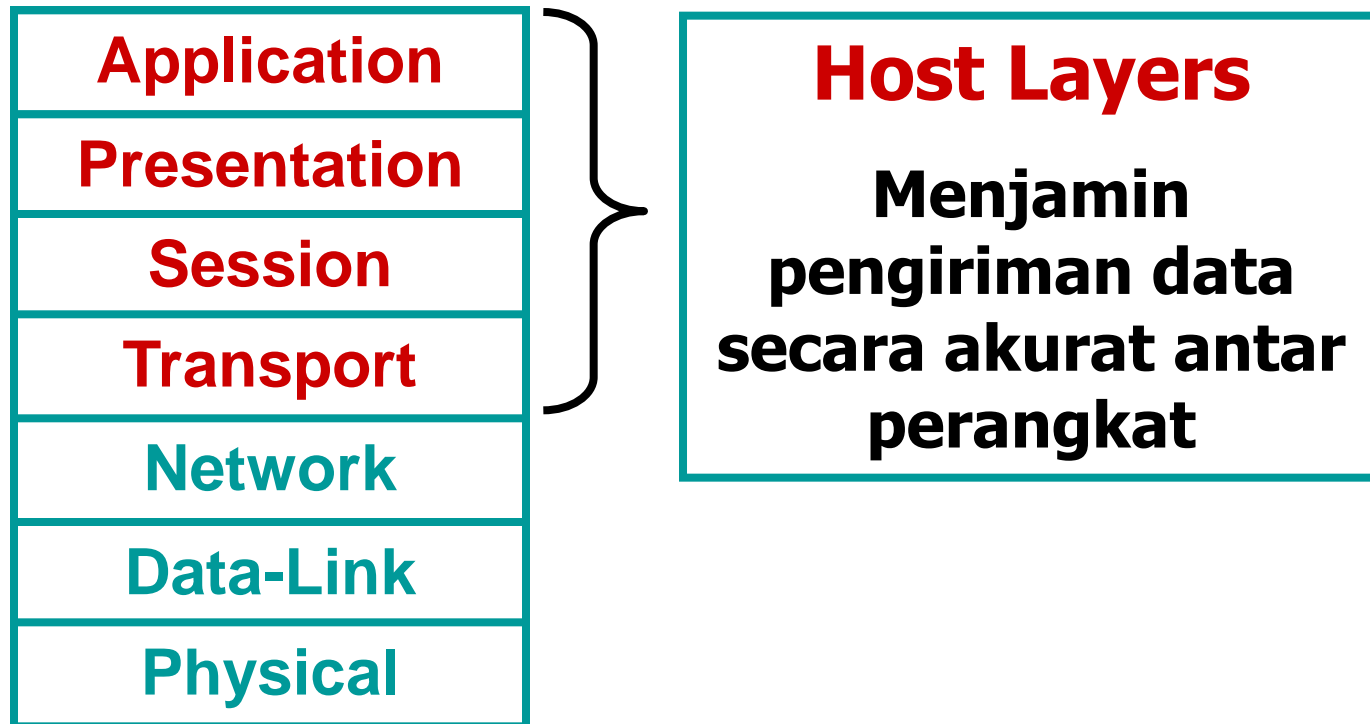 Application
Presentation
Session
Transport
Network
Data-Link
Physical
Host Layers
Menjamin
pengiriman data
secara akurat antar
perangkat